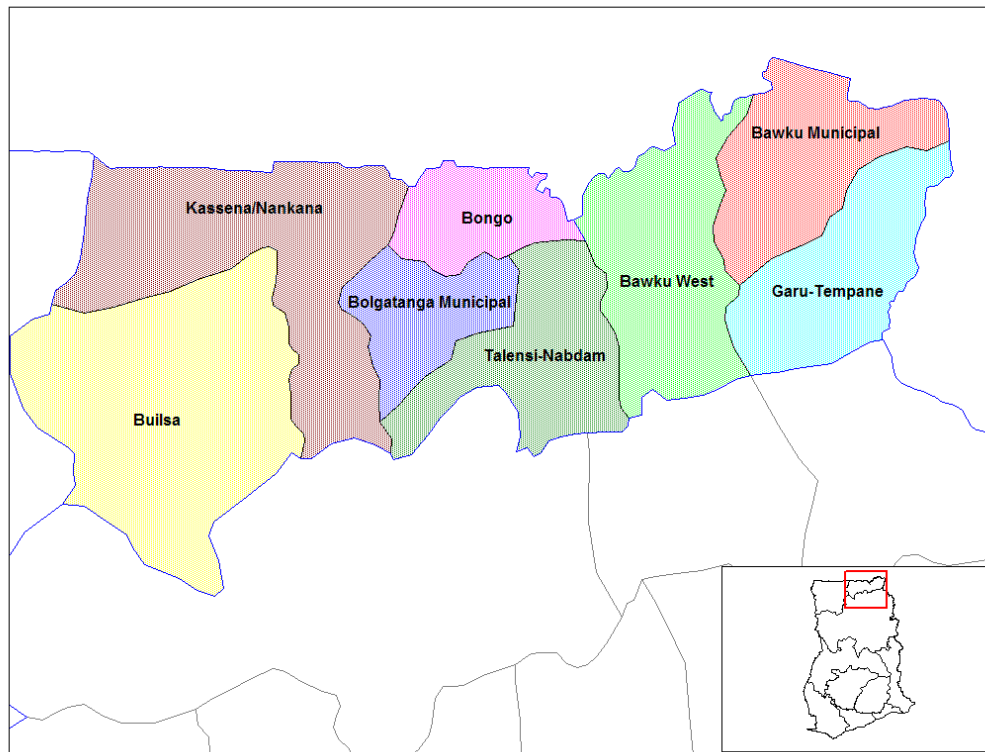 Bawku Municipal
Kassena/Nankana
Bongo
Bawku West
Garu-Tempane
Bolgatanga Municipal
Talensi-Nabdam
Builsa